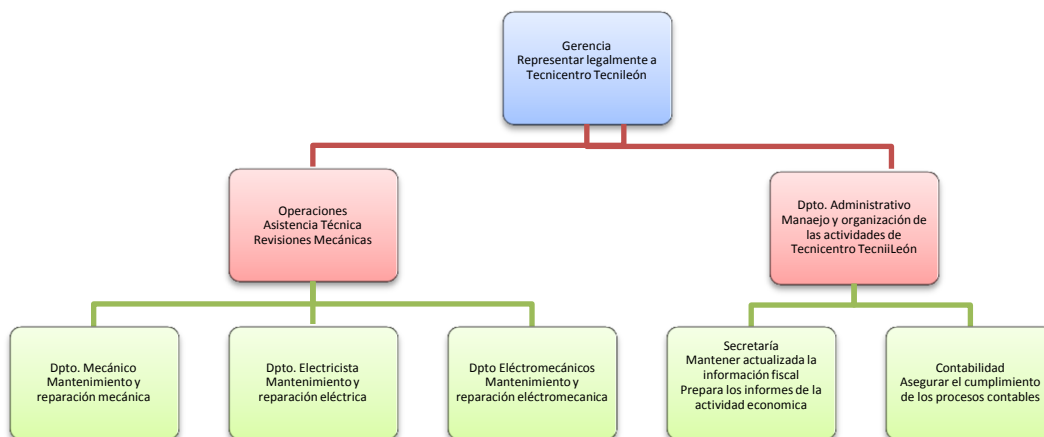 Gerencia
Representar legalmente a
Tecnicentro Tecnileón
Operaciones
Asistencia Técnica
Revisiones Mecánicas
Dpto. Administrativo
Manaejo y organización de
las actividades de
Tecnicentro TecniiLeón
Dpto. Mecánico
Mantenimiento y
reparación mecánica
Dpto. Electricista
Mantenimiento y
reparación eléctrica
Dpto Eléctromecánicos
Mantenimiento y
reparación eléctromecanica
Secretaría
Mantener actualizada la
información fiscal
Prepara los informes de la
actividad economica
Contabilidad
Asegurar el cumplimiento
de los procesos contables